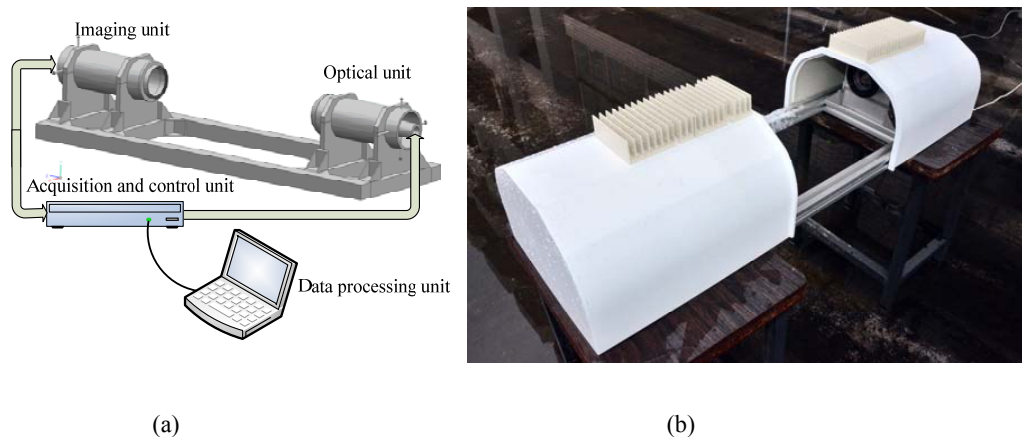 Imaging unit
Optical unit
Acquisition and control unit
Data processing unit
(a)
(b)